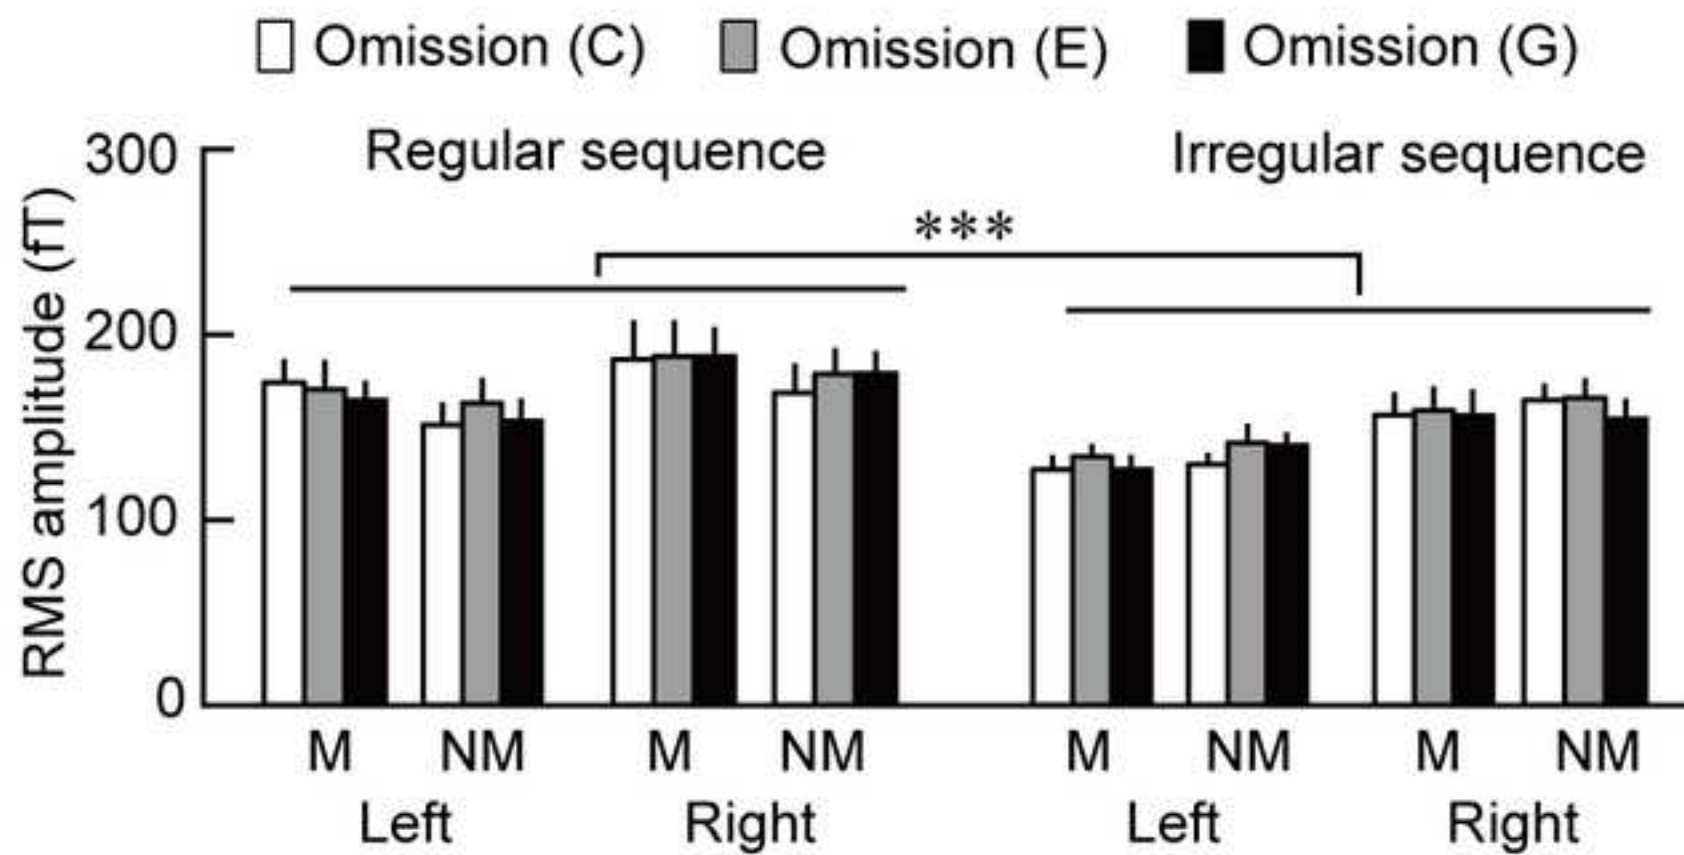 Omission (C) Omission (E) Omission (G)
Regular sequence Irregular sequence
***
RMS amplitude (fT)
300
200
100
0
M NM M NM M NM M NM
Left Right Left Right